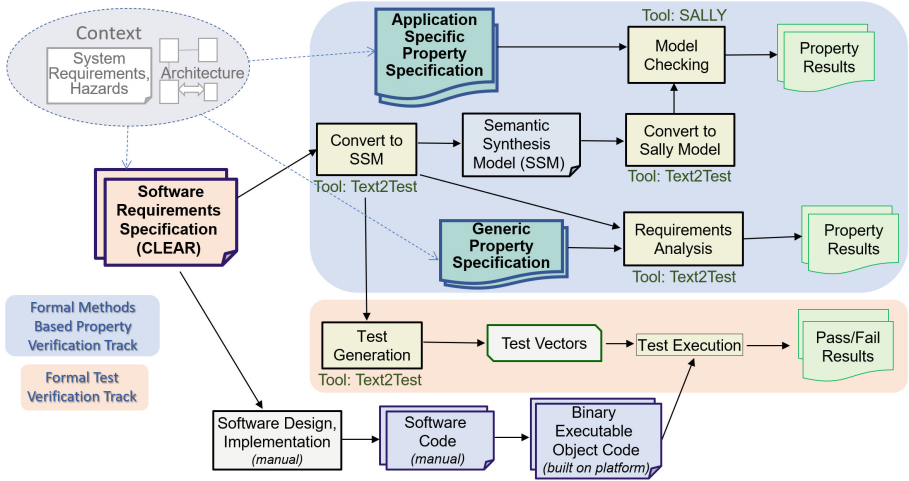 Context
System
Requirements,
Hazards
Architecture
Application
Specific
Property
Specification
Tool: SALLY
Model
Checking
Property
Results
Convert to
SSM
Tool: Text2Test
Semantic
Synthesis
Model (SSM)
Convert to
Sally Model
Tool: Text2Test
Software
Requirements
Specification
(CLEAR)
Generic
Property
Specification
Requirements
Analysis
Tool: Text2Test
Property
Results
Formal Methods
Based Property
Verification Track
Formal Test
Verification Track
Test
Generation
Tool: Text2Test
Test Vectors
Test Execution
Pass/Fail
Results
Software Design,
Implementation
(manual)
Software
Code
(manual)
Binary
Executable
Object Code
(built on platform)